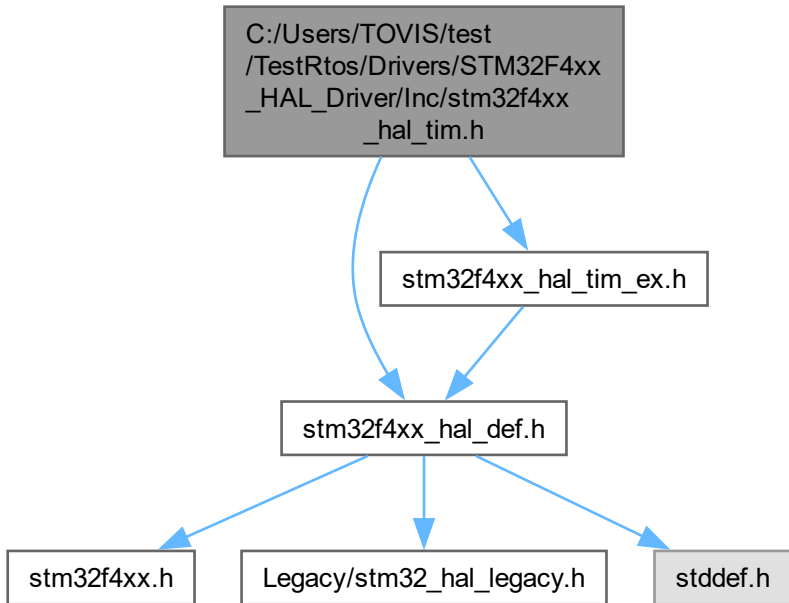 C:/Users/TOVIS/test
/TestRtos/Drivers/STM32F4xx
_HAL_Driver/Inc/stm32f4xx
_hal_tim.h
stm32f4xx_hal_tim_ex.h
stm32f4xx_hal_def.h
stm32f4xx.h
Legacy/stm32_hal_legacy.h
stddef.h